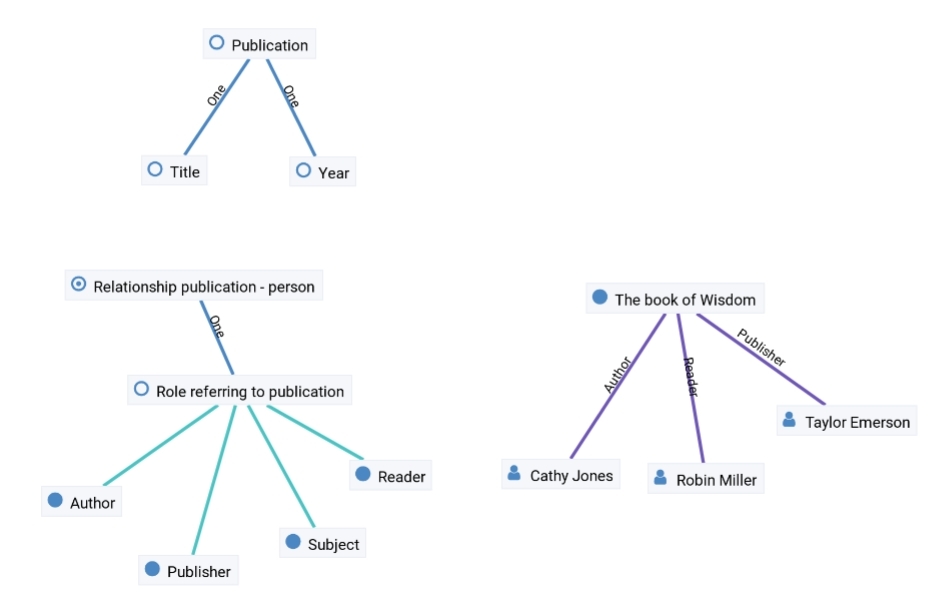 Publication
One
One
Title
Year
Relationship publication - person
One
Role referring to publication
Author
Publisher
Subject
Reader
The book of Wisdom
Author
Reader
Publisher
Cathy Jones
Robin Miller
Taylor Emerson